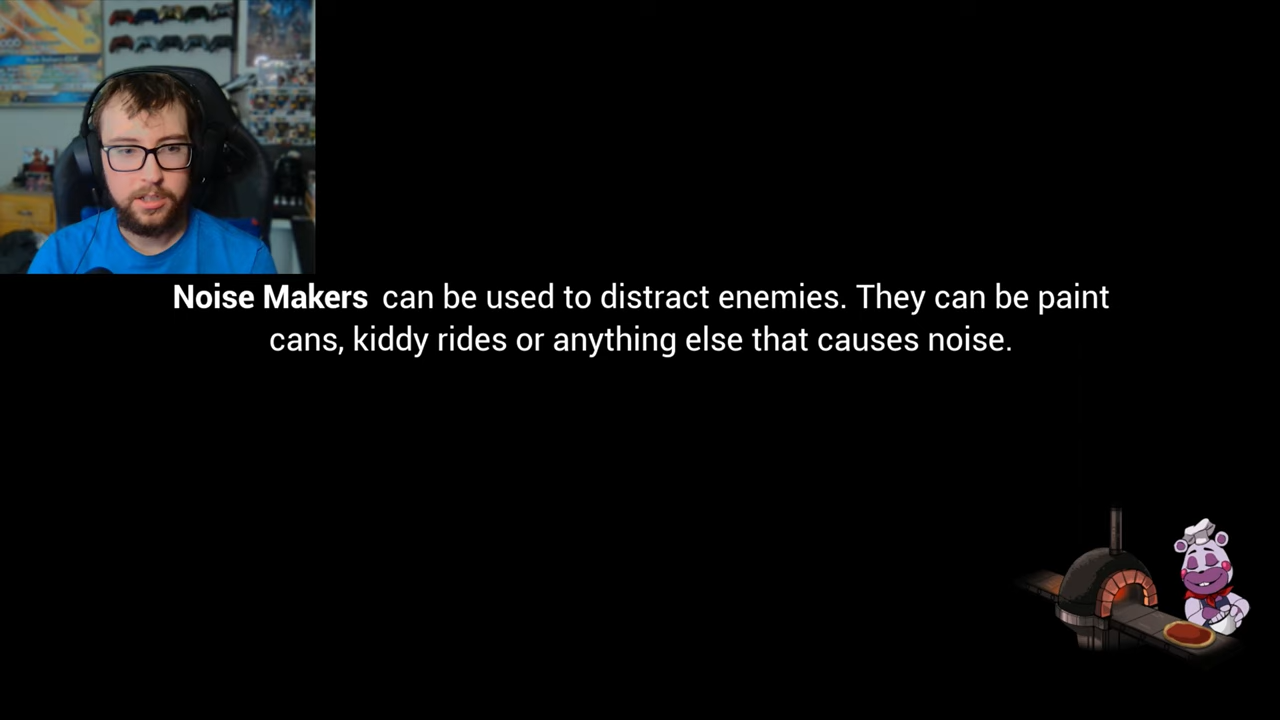 Noise Makers can be used to distract enemies. They can be paint
cans, kiddy rides or anything else that causes noise.